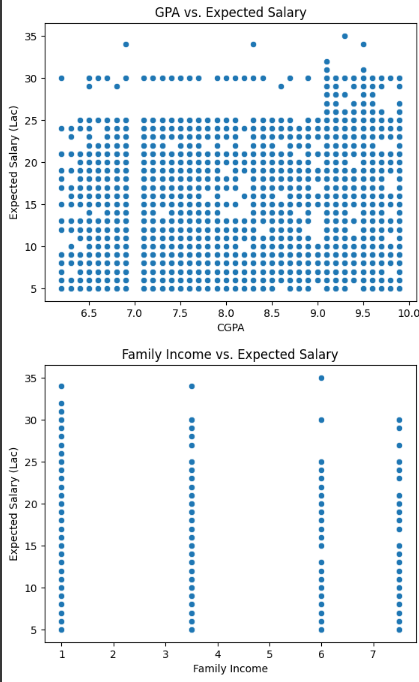 GPA vs. Expected Salary
35
30
25
20
15
10
5
Expected Salary (Lac)
6.5 7.0 7.5 8.0 8.5 9.0 9.5 10.0
CGPA
Family Income vs. Expected Salary
35
30
25
20
15
10
5
Expected Salary (Lac)
1 2 3 4 5 6 7
Family Income